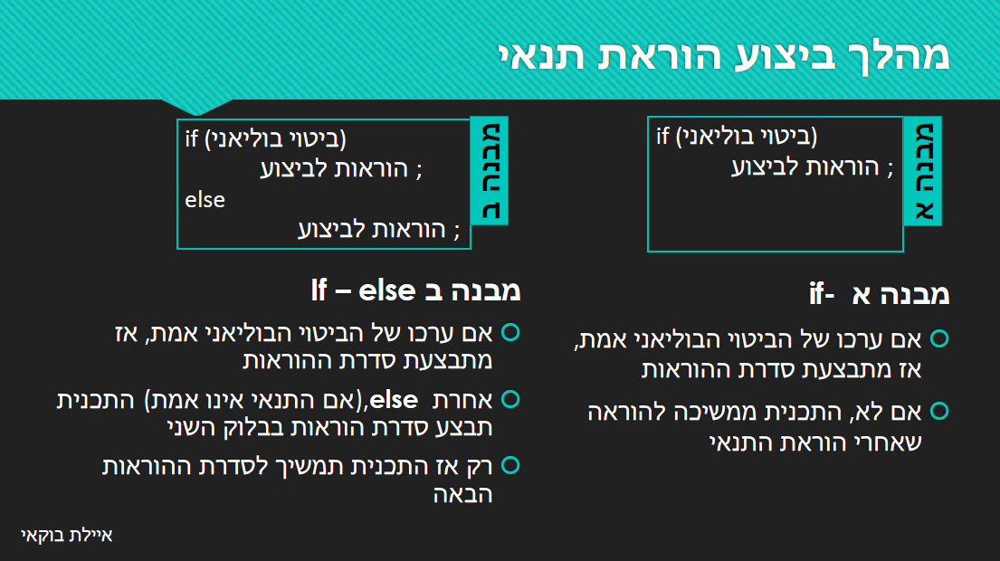 מהלך ביצוע הוראת תנאי
מבנה א
if (ביטוי בוליאני)
הוראות לביצוע ;
מבנה א -if
אם ערכו של הביטוי הבוליאני אמת,
אז מתבצעת סדרת ההוראות
אם לא, התכנית ממשיכה להוראה
שאחרי הוראת התנאי
מבנה ב
if (ביטוי בוליאני)
הוראות לביצוע ;
else
הוראות לביצוע ;
מבנה ב If – else
אם ערכו של הביטוי הבוליאני אמת, אז
מתבצעת סדרת ההוראות
אחרת else,(אם התנאי אינו אמת) התכנית
תבצע סדרת הוראות בבלוק השני
רק אז התכנית תמשיך לסדרת ההוראות
הבאה
איילת בוקאי